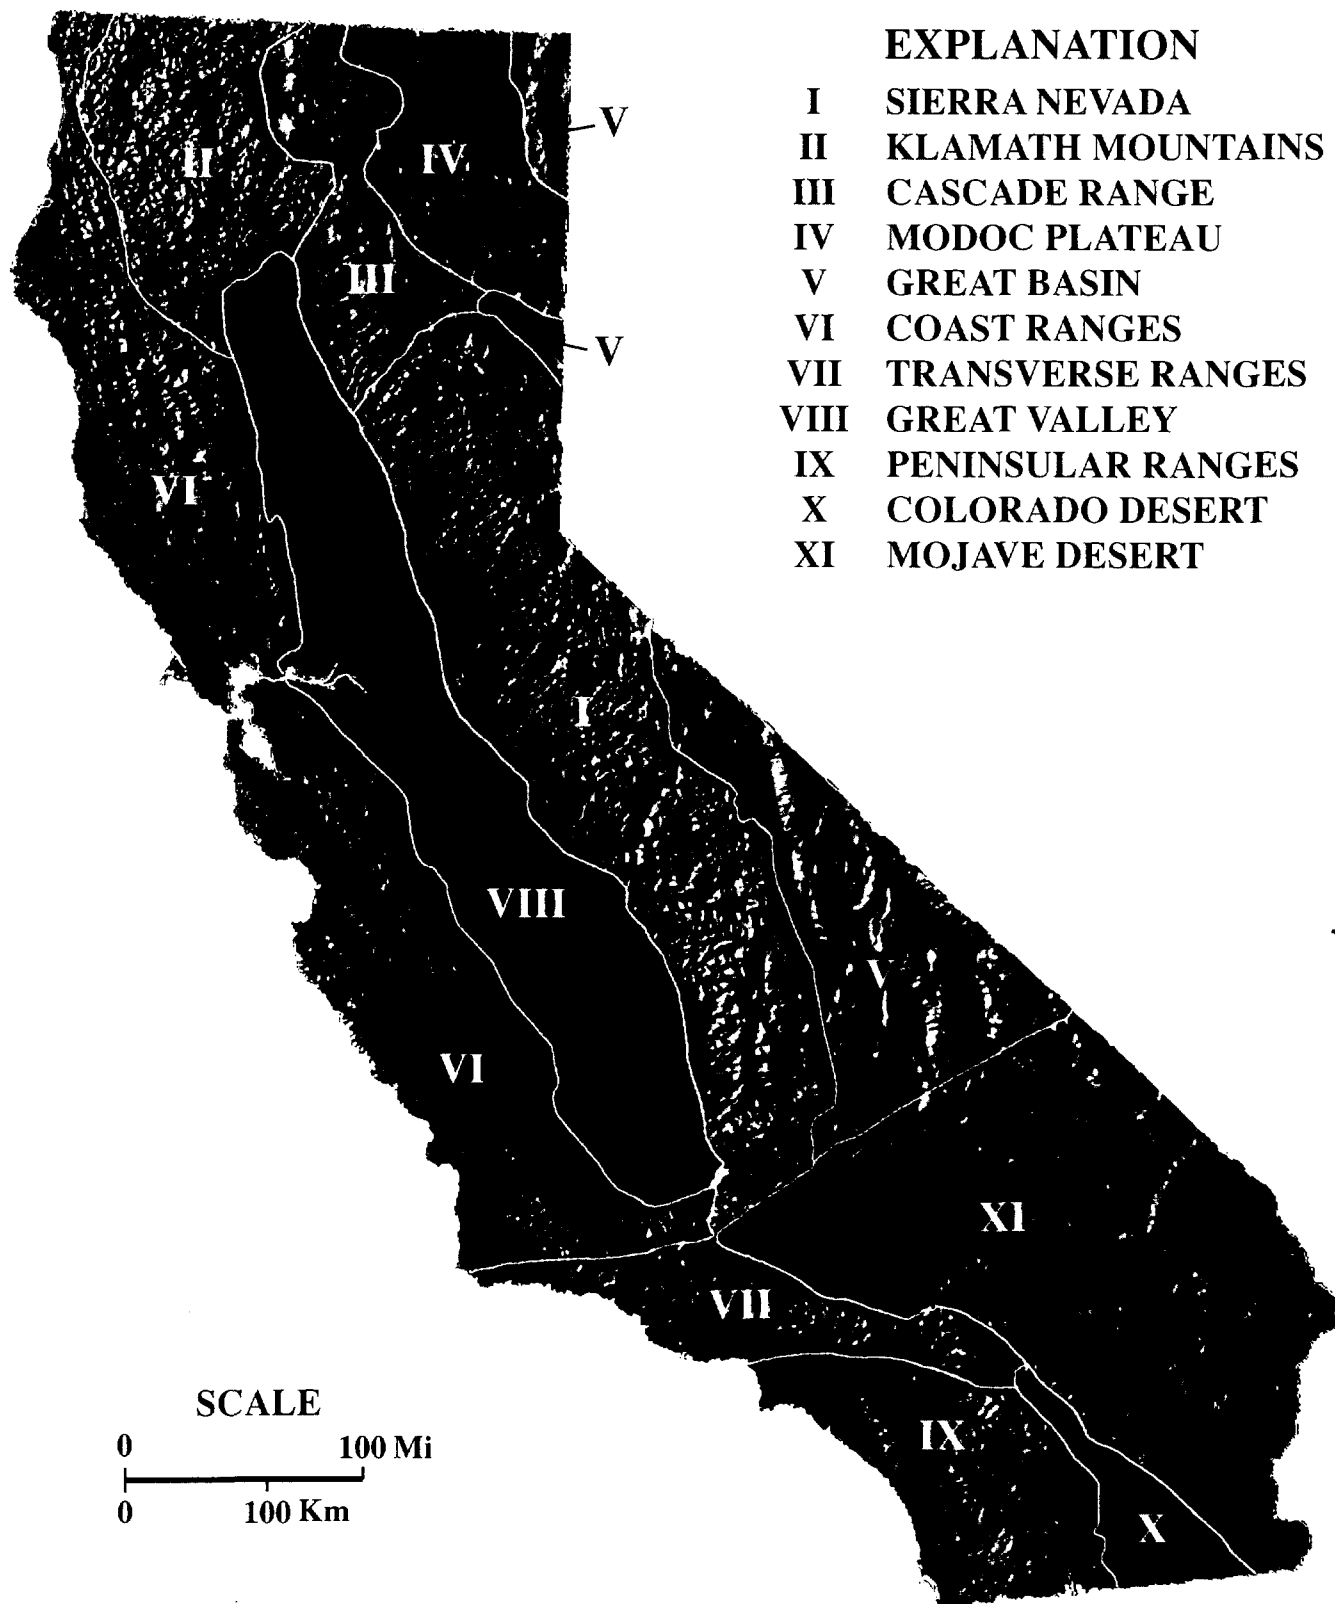 EXPLANATION
I SIERRA NEVADA
II KLAMATH MOUNTAINS
III CASCADE RANGE
IV MODOC PLATEAU
V GREAT BASIN
VI COAST RANGES
VII TRANSVERSE RANGES
VIII GREAT VALLEY
IX PENINSULAR RANGES
X COLORADO DESERT
XI MOJAVE DESERT
V
II
IV
III
V
VI
I
VIII
V
VI
XI
VII
IX
X
SCALE
0 100 Mi
0 100 Km